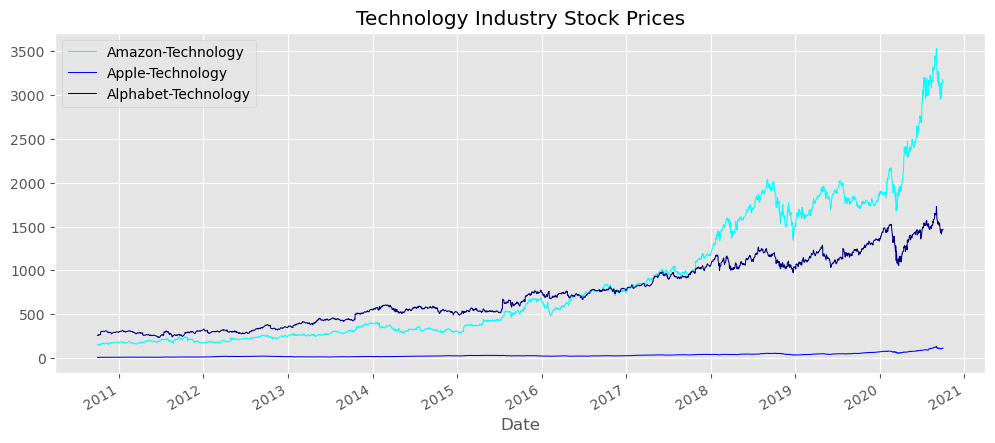 Technology Industry Stock Prices
Amazon-Technology
Apple-Technology
Alphabet-Technology
3500
3000
2500
2000
1500
1000
500
0
2011 2012 2013 2014 2015 2016 2017 2018 2019 2020 2021
Date